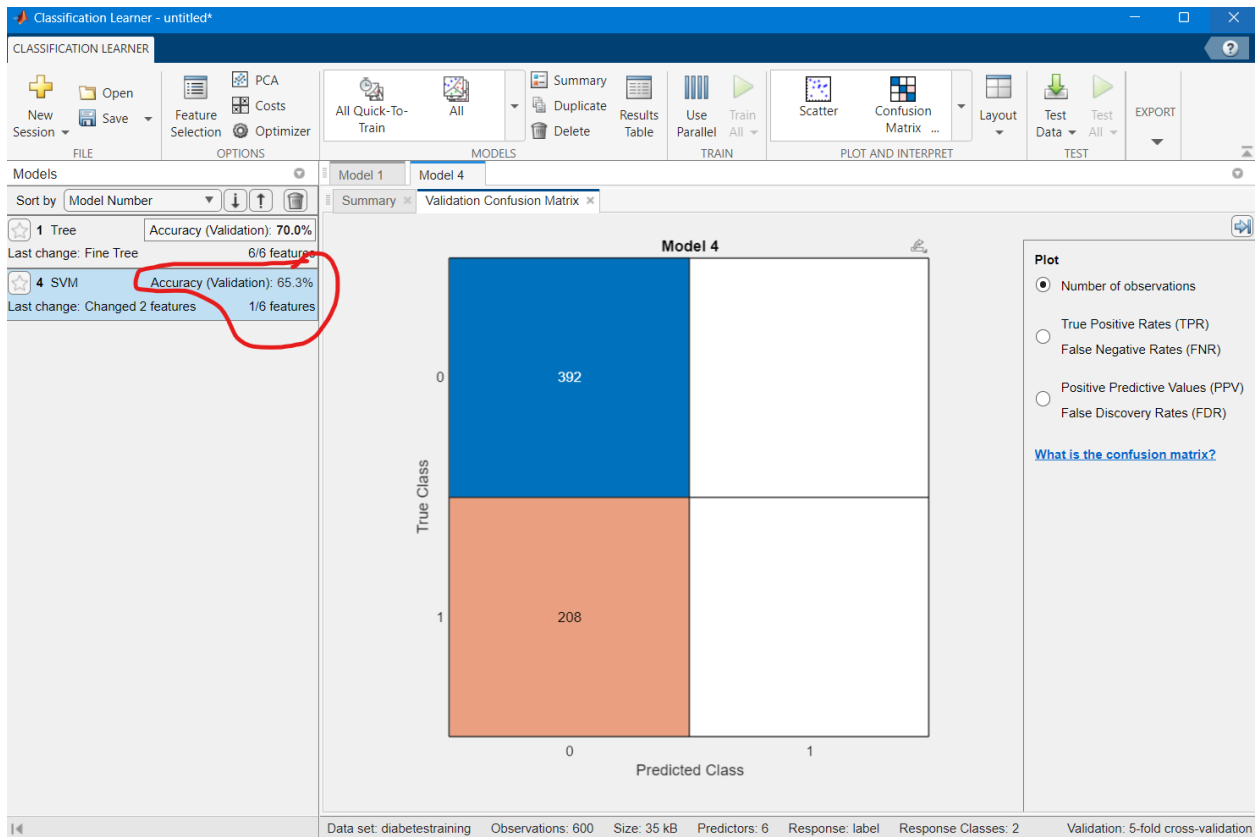 Classification Learner - untitled*
CLASSIFICATION LEARNER
New Session
Open
Save
FILE
Feature Selection
PCA
Costs
Optimizer
OPTIONS
All Quick-To-Train
All
Summary
Duplicate
Delete
Results Table
MODELS
Use Parallel
Train All
TRAIN
Scatter
Confusion Matrix ...
PLOT AND INTERPRET
Layout
Test Data
Test All
TEST
EXPORT
Models
Sort by Model Number
1 Tree Accuracy (Validation): 70.0%
Last change: Fine Tree 6/6 features
4 SVM Accuracy (Validation): 65.3%
Last change: Changed 2 features 1/6 features
Model 1 Model 4
Summary Validation Confusion Matrix
Model 4
0
392
1
208
True Class
0 1
Predicted Class
Plot
Number of observations
True Positive Rates (TPR)
False Negative Rates (FNR)
Positive Predictive Values (PPV)
False Discovery Rates (FDR)
What is the confusion matrix?
Data set: diabetestraining Observations: 600 Size: 35 kB Predictors: 6 Response: label Response Classes: 2 Validation: 5-fold cross-validation